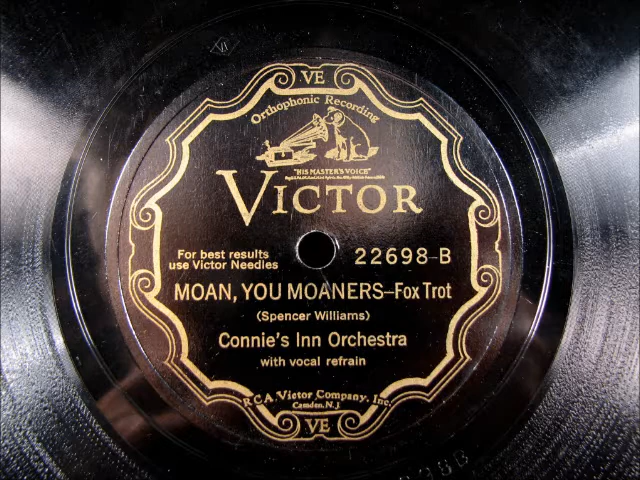 VE
Orthophonic Recording
"HIS MASTER'S VOICE"
VICTOR
For best results
use Victor Needles
22698-B
MOAN, YOU MOANERS—Fox Trot
(Spencer Williams)
Connie's Inn Orchestra
with vocal refrain
RCA Victor Company, Inc.
Camden, N.J.
VE